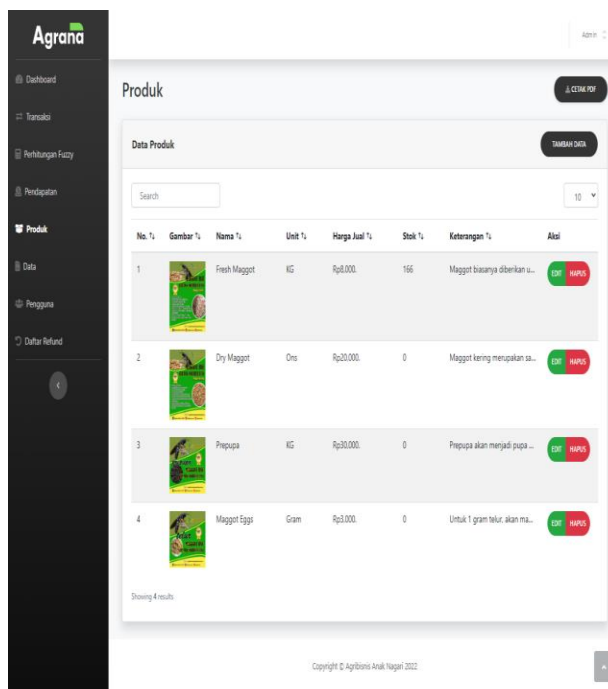 Agrana
Admin
Dashboard
Transaksi
Perhitungan Fuzzy
Pendapatan
Produk
Data
Pengguna
Daftar Refund
Produk
CETAK PDF
Data Produk
TAMBAH DATA
Search
10
No. Gambar Nama Unit Harga Jual Stok Keterangan Aksi
1 Fresh Maggot KG Rp8.000. 166 Maggot biasanya diberikan u... EDIT HAPUS
2 Dry Maggot Ons Rp20.000. 0 Maggot kering merupakan sa... EDIT HAPUS
3 Prepupa KG Rp30.000. 0 Prepupa akan menjadi pupa ... EDIT HAPUS
4 Maggot Eggs Gram Rp3.000. 0 Untuk 1 gram telur, akan ma... EDIT HAPUS
Showing 4 results
Copyright © Agribisnis Anak Nagari 2022